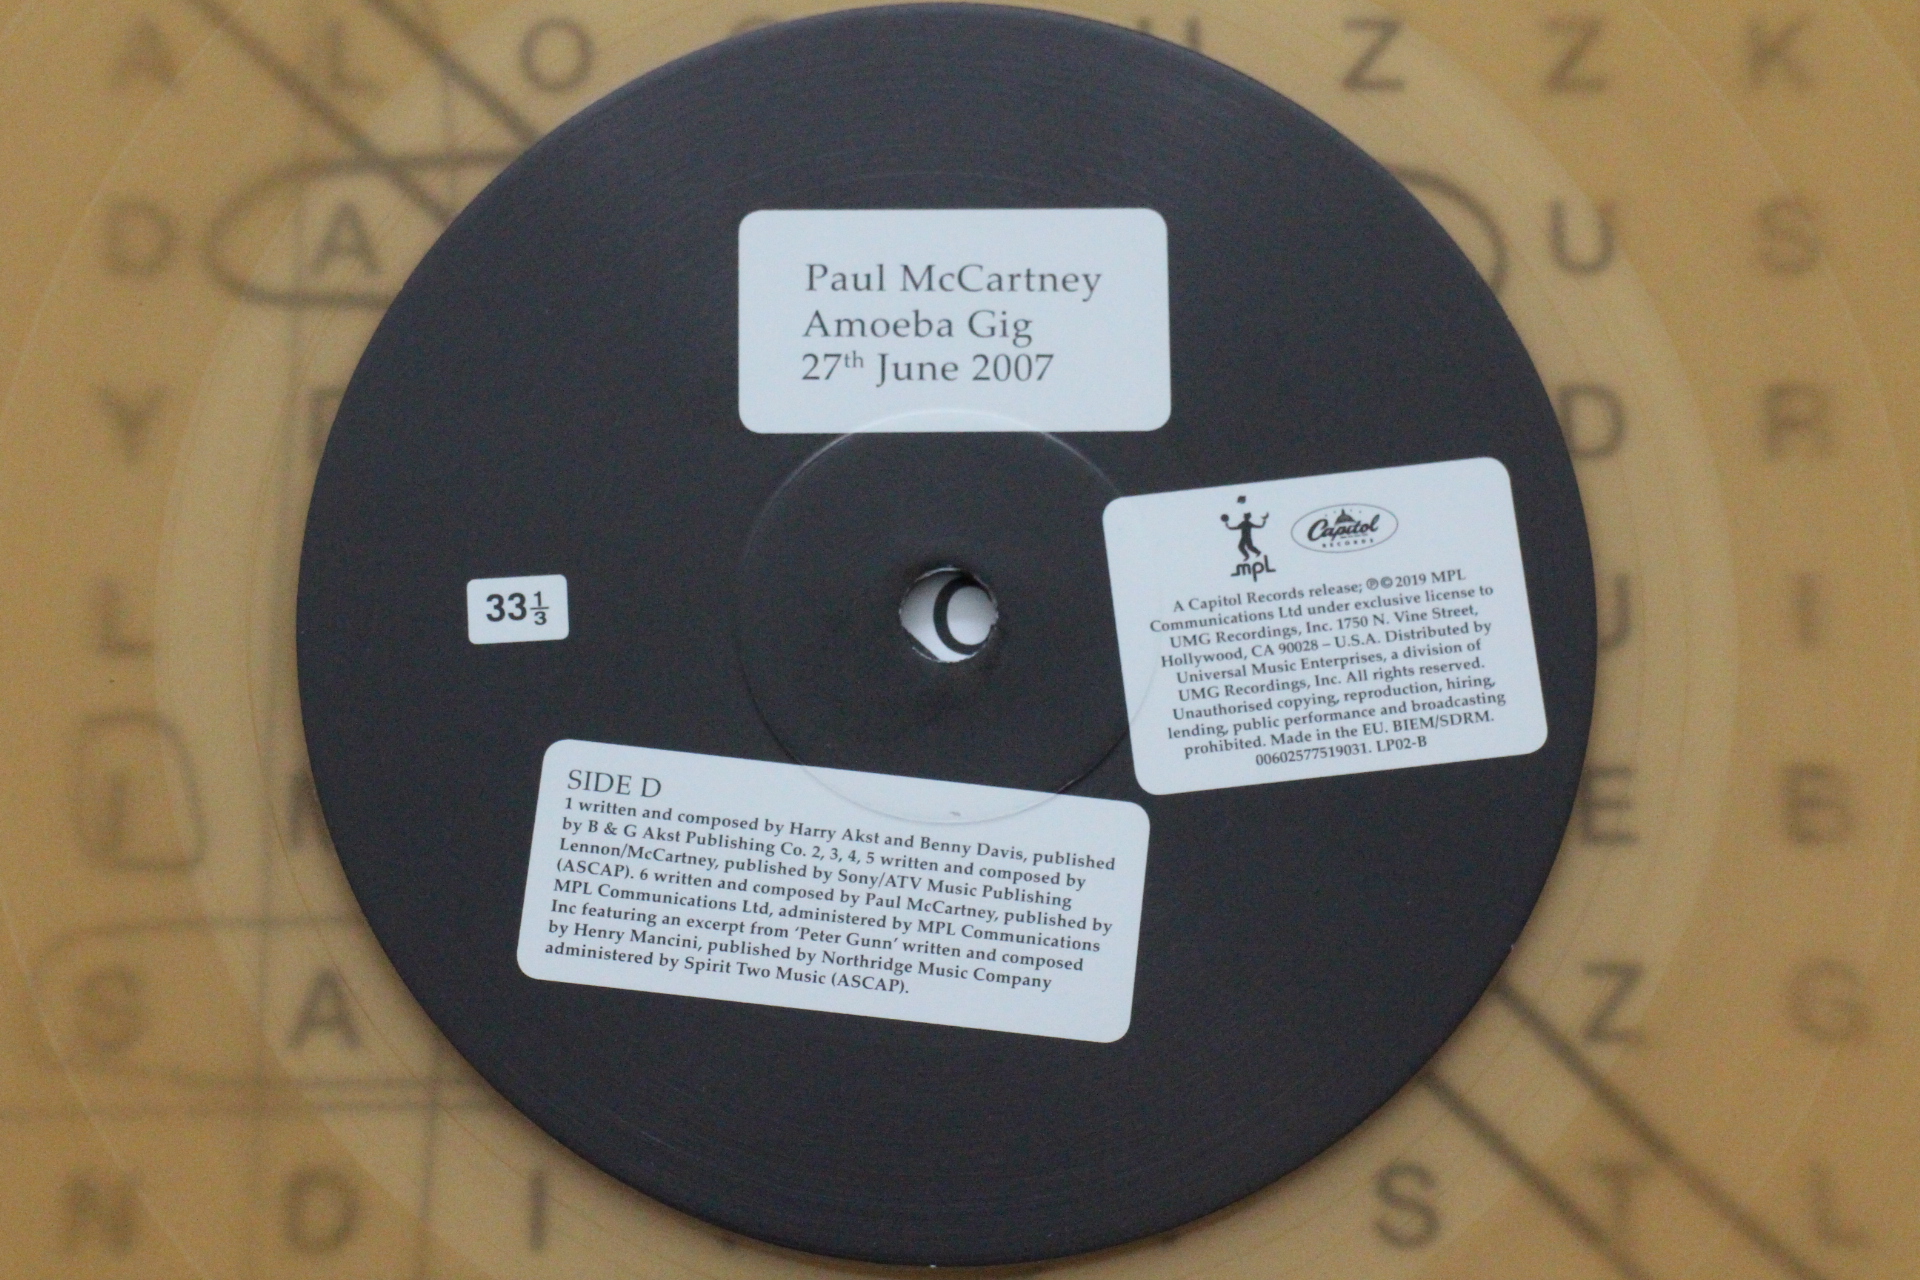 A L O U Z Z K
D A U S
Y D R
L J I
I E B
S A Z G
N D I S T L
Paul McCartney
Amoeba Gig
27th June 2007
33 1/3
mpl
Capitol
RECORDS
A Capitol Records release; ℗©2019 MPL
Communications Ltd under exclusive license to
UMG Recordings, Inc. 1750 N. Vine Street,
Hollywood, CA 90028 – U.S.A. Distributed by
Universal Music Enterprises, a division of
UMG Recordings, Inc. All rights reserved.
Unauthorised copying, reproduction, hiring,
lending, public performance and broadcasting
prohibited. Made in the EU. BIEM/SDRM.
00602577519031. LP02-B
SIDE D
1 written and composed by Harry Akst and Benny Davis, published
by B & G Akst Publishing Co. 2, 3, 4, 5 written and composed by
Lennon/McCartney, published by Sony/ATV Music Publishing
(ASCAP). 6 written and composed by Paul McCartney, published by
MPL Communications Ltd, administered by MPL Communications
Inc featuring an excerpt from ‘Peter Gunn’ written and composed
by Henry Mancini, published by Northridge Music Company
administered by Spirit Two Music (ASCAP).